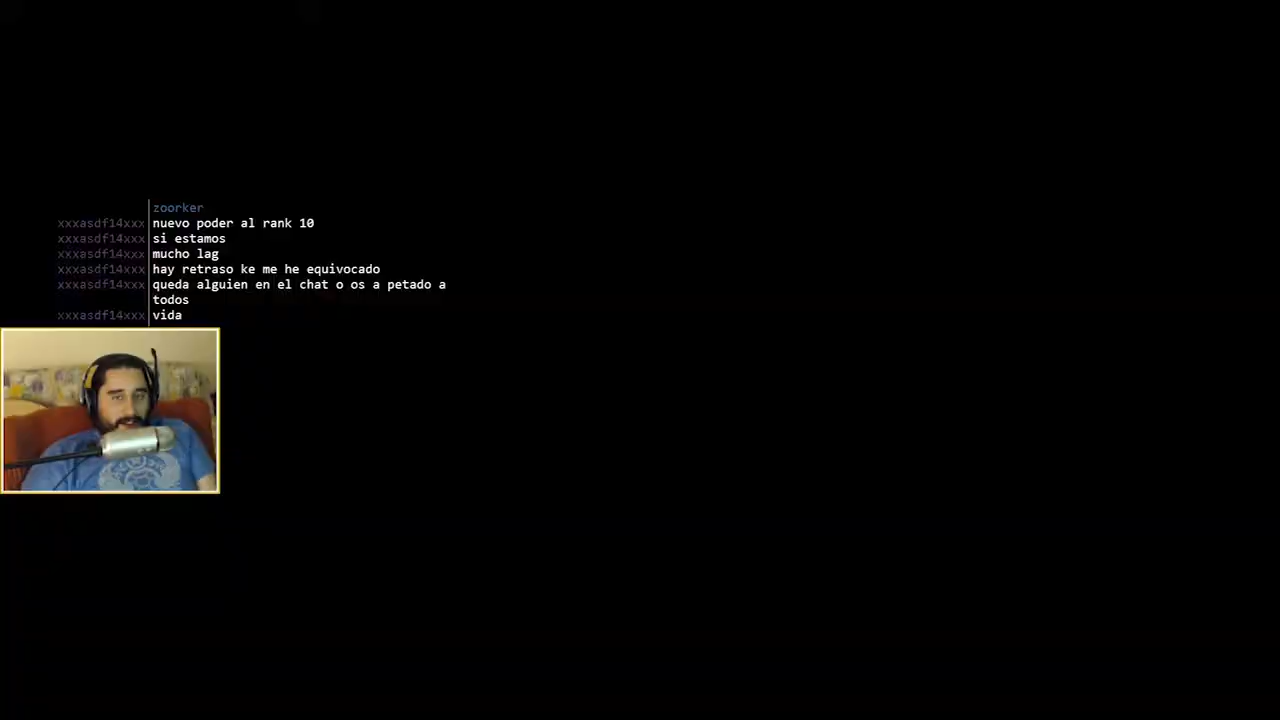 zoorker
xxxasdf14xxx nuevo poder al rank 10
xxxasdf14xxx si estamos
xxxasdf14xxx mucho lag
xxxasdf14xxx hay retraso ke me he equivocado
xxxasdf14xxx queda alguien en el chat o os a petado a
todos
xxxasdf14xxx vida